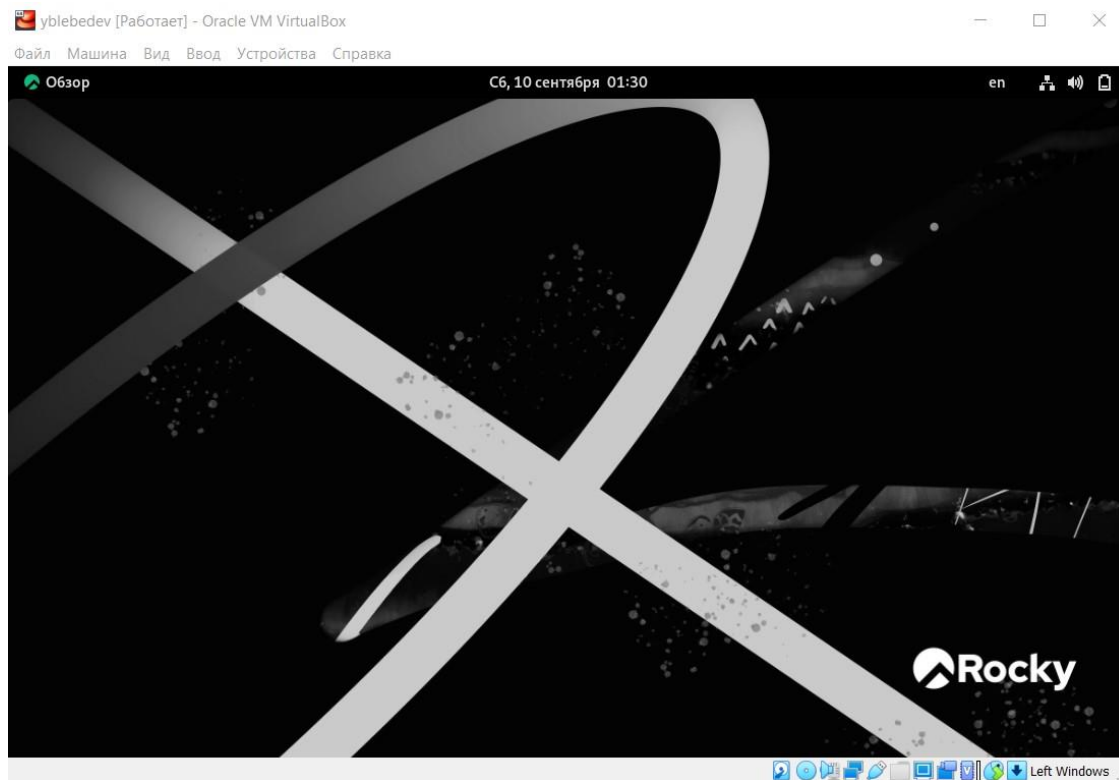 yblebedev [Работает] - Oracle VM VirtualBox
Файл Машина Вид Ввод Устройства Справка
Обзор Сб, 10 сентября 01:30 en
Rocky
Left Windows